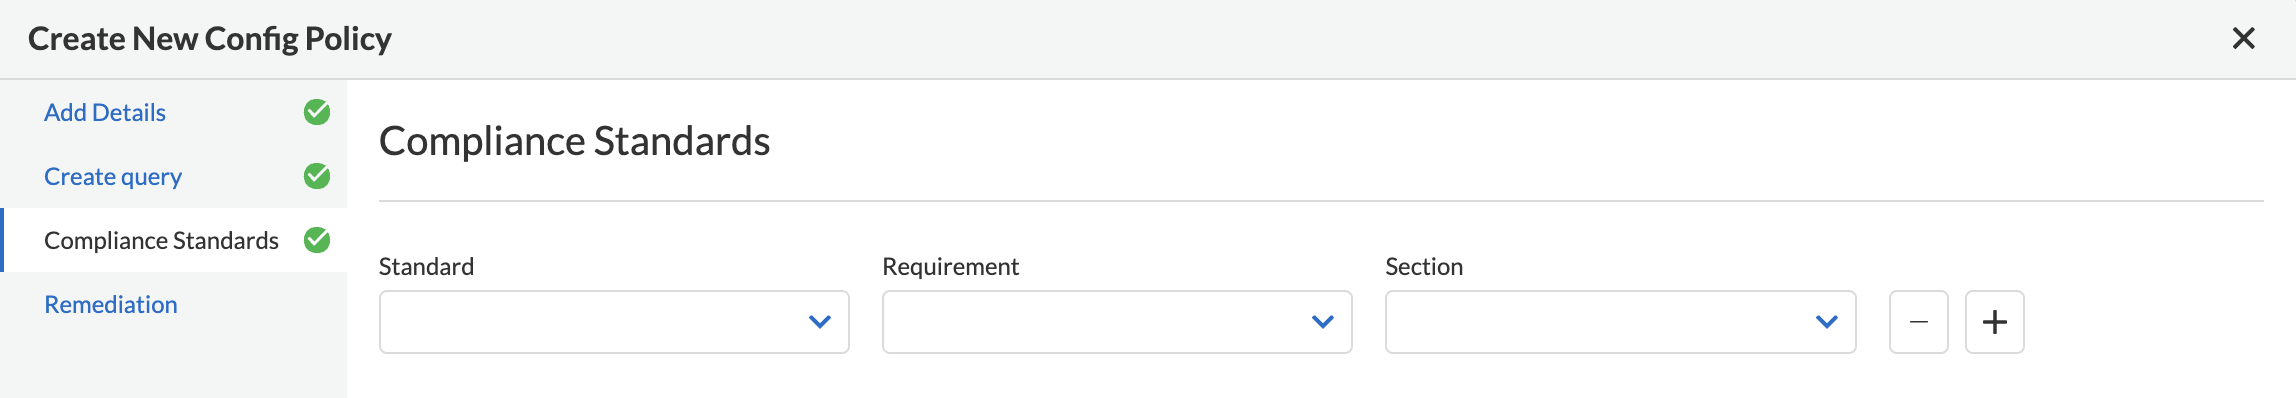 Create New Config Policy
Add Details
Create query
Compliance Standards
Remediation
Compliance Standards
Standard
Requirement
Section